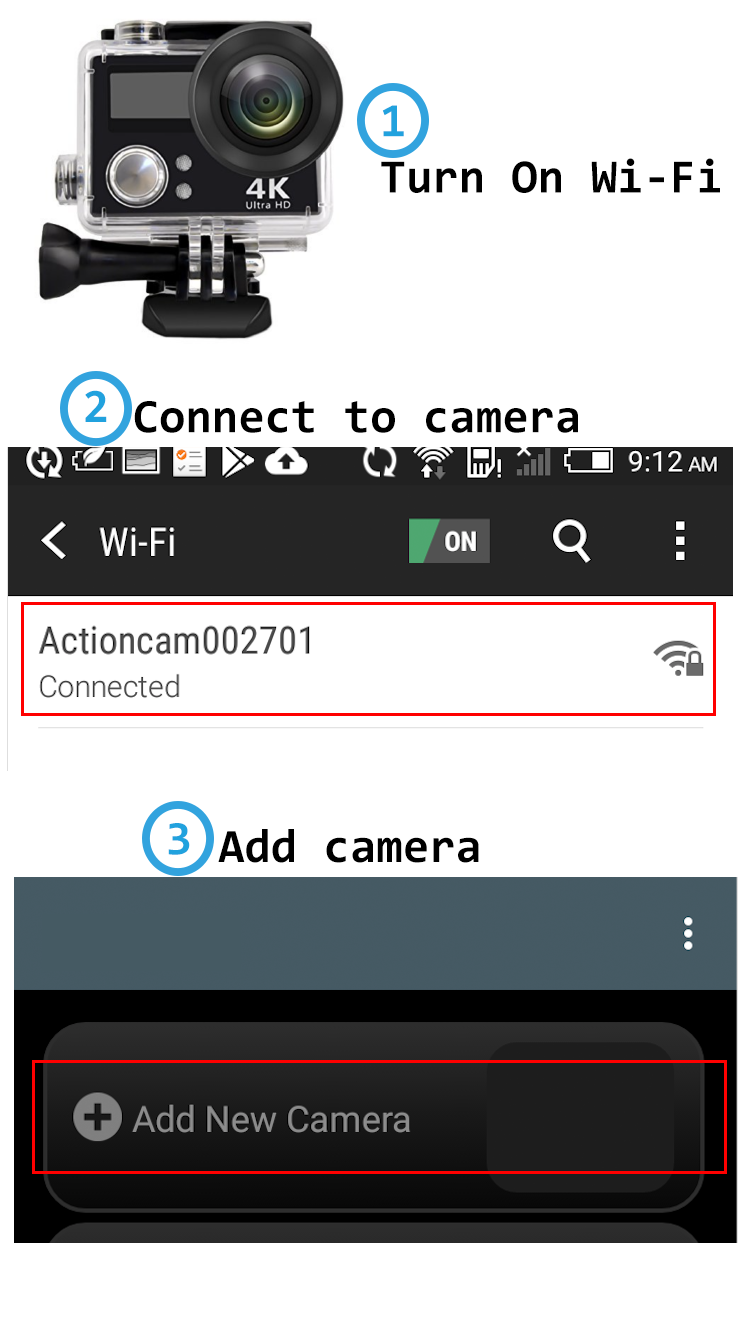 1
Turn On Wi-Fi
4K
Ultra HD
2
Connect to camera
9:12 AM
Wi-Fi
ON
Actioncam002701
Connected
3
Add camera
Add New Camera